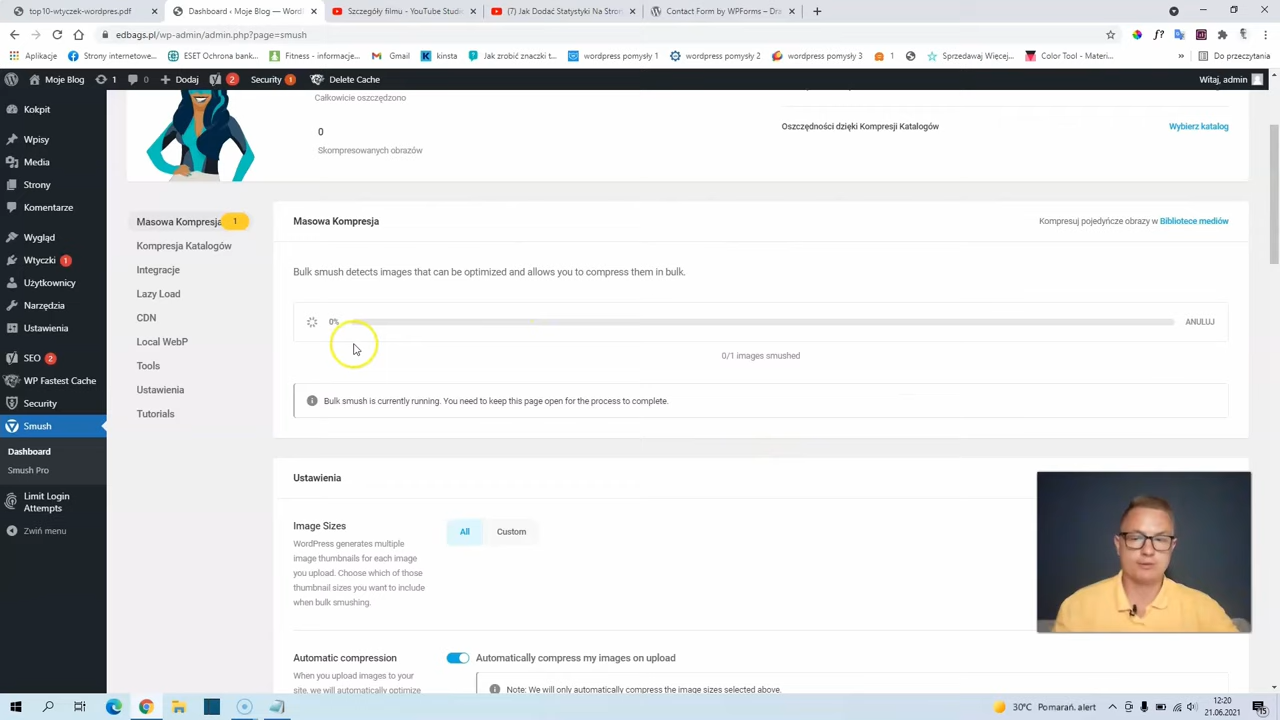 top-10-wtyczek-wordpres.pdf
Dashboard ‹ Moje Blog — Word
Kompresja obrazy - YouTube Stude
(7) Jak Dodać Statystyki Na Stron
Contact Form by WPForms – Dra
edbags.pl/wp-admin/admin.php?page=smush
Aplikacje
Strony internetowe...
ESET Ochrona bank...
Fitness - informacje...
Gmail
kinsta
Jak zrobić znaczki t...
wordpress pomysły 1
wordpress pomysły 2
wordpress pomysły 3
1
Sprzedawaj Więcej...
Color Tool - Materi...
»
Do przeczytania
Moje Blog
1
0
Dodaj
2
Security
1
Delete Cache
Witaj, admin
Kokpit
Wpisy
Media
Strony
Komentarze
Wygląd
Wtyczki 1
Użytkownicy
Narzędzia
Ustawienia
SEO 2
WP Fastest Cache
Security
Smush
Dashboard
Smush Pro
Limit Login
Attempts
Zwiń menu
Całkowicie oszczędzono
0
Skompresowanych obrazów
Oszczędności dzięki Kompresji Katalogów
Wybierz katalog
Masowa Kompresja 1
Kompresja Katalogów
Integracje
Lazy Load
CDN
Local WebP
Tools
Ustawienia
Tutorials
Masowa Kompresja
Kompresuj pojedyńcze obrazy w Bibliotece mediów
Bulk smush detects images that can be optimized and allows you to compress them in bulk.
0%
ANULUJ
0/1 images smushed
Bulk smush is currently running. You need to keep this page open for the process to complete.
Ustawienia
Image Sizes
WordPress generates multiple
image thumbnails for each image
you upload. Choose which of those
thumbnail sizes you want to include
when bulk smushing.
All
Custom
Automatic compression
When you upload images to your
site, we will automatically optimize
Automatically compress my images on upload
Note: We will only automatically compress the image sizes selected above.
30°C Pomarań. alert
12:20
21.06.2021
15